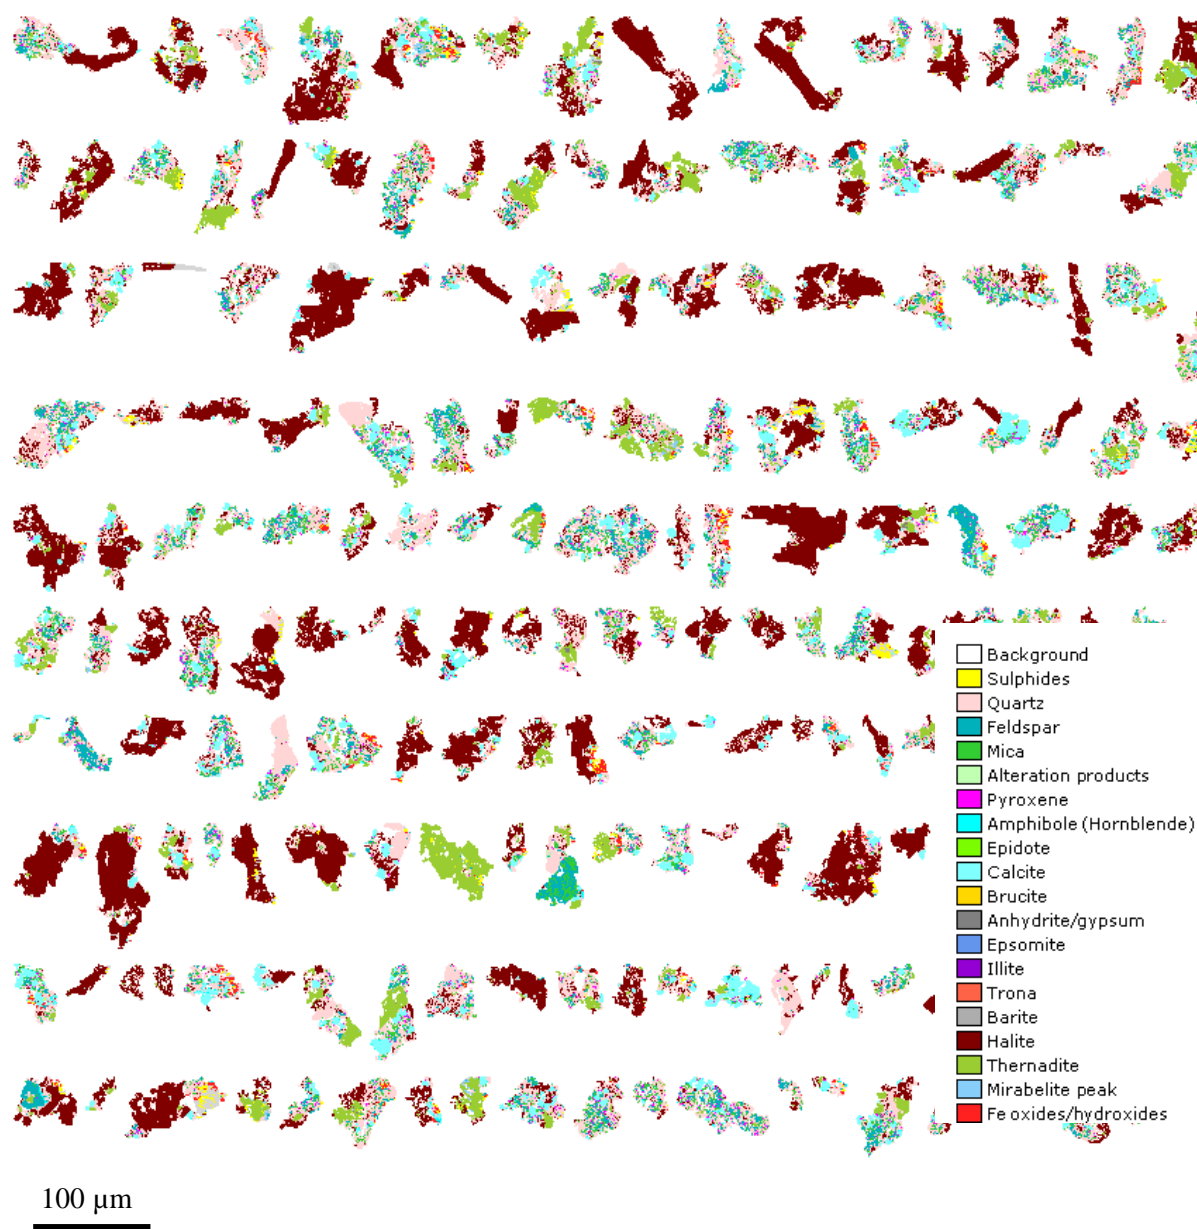 Background
Sulphides
Quartz
Feldspar
Mica
Alteration products
Pyroxene
Amphibole (Hornblende)
Epidote
Calcite
Brucite
Anhydrite/gypsum
Epsomite
Illite
Trona
Barite
Halite
Thernadite
Mirabelite peak
Fe oxides/hydroxides
100 µm